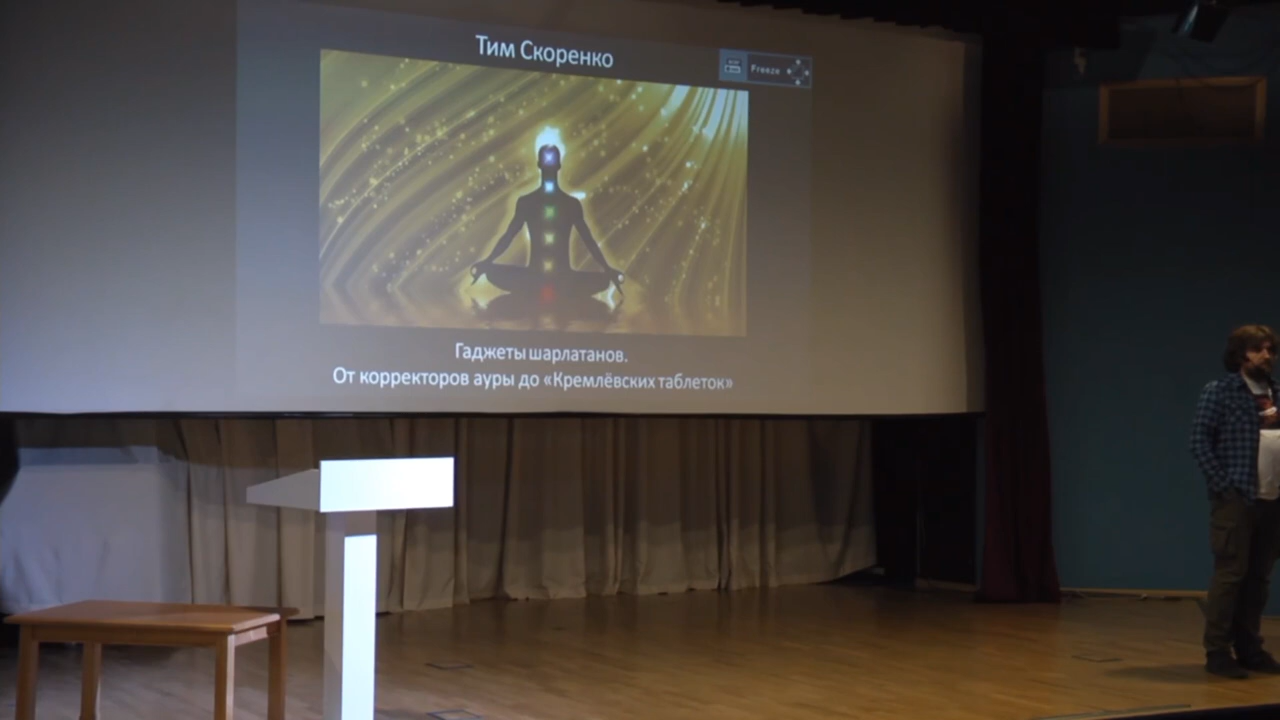 Тим Скоренко
Freeze
Гаджеты шарлатанов.
От корректоров ауры до «Кремлёвских таблеток»